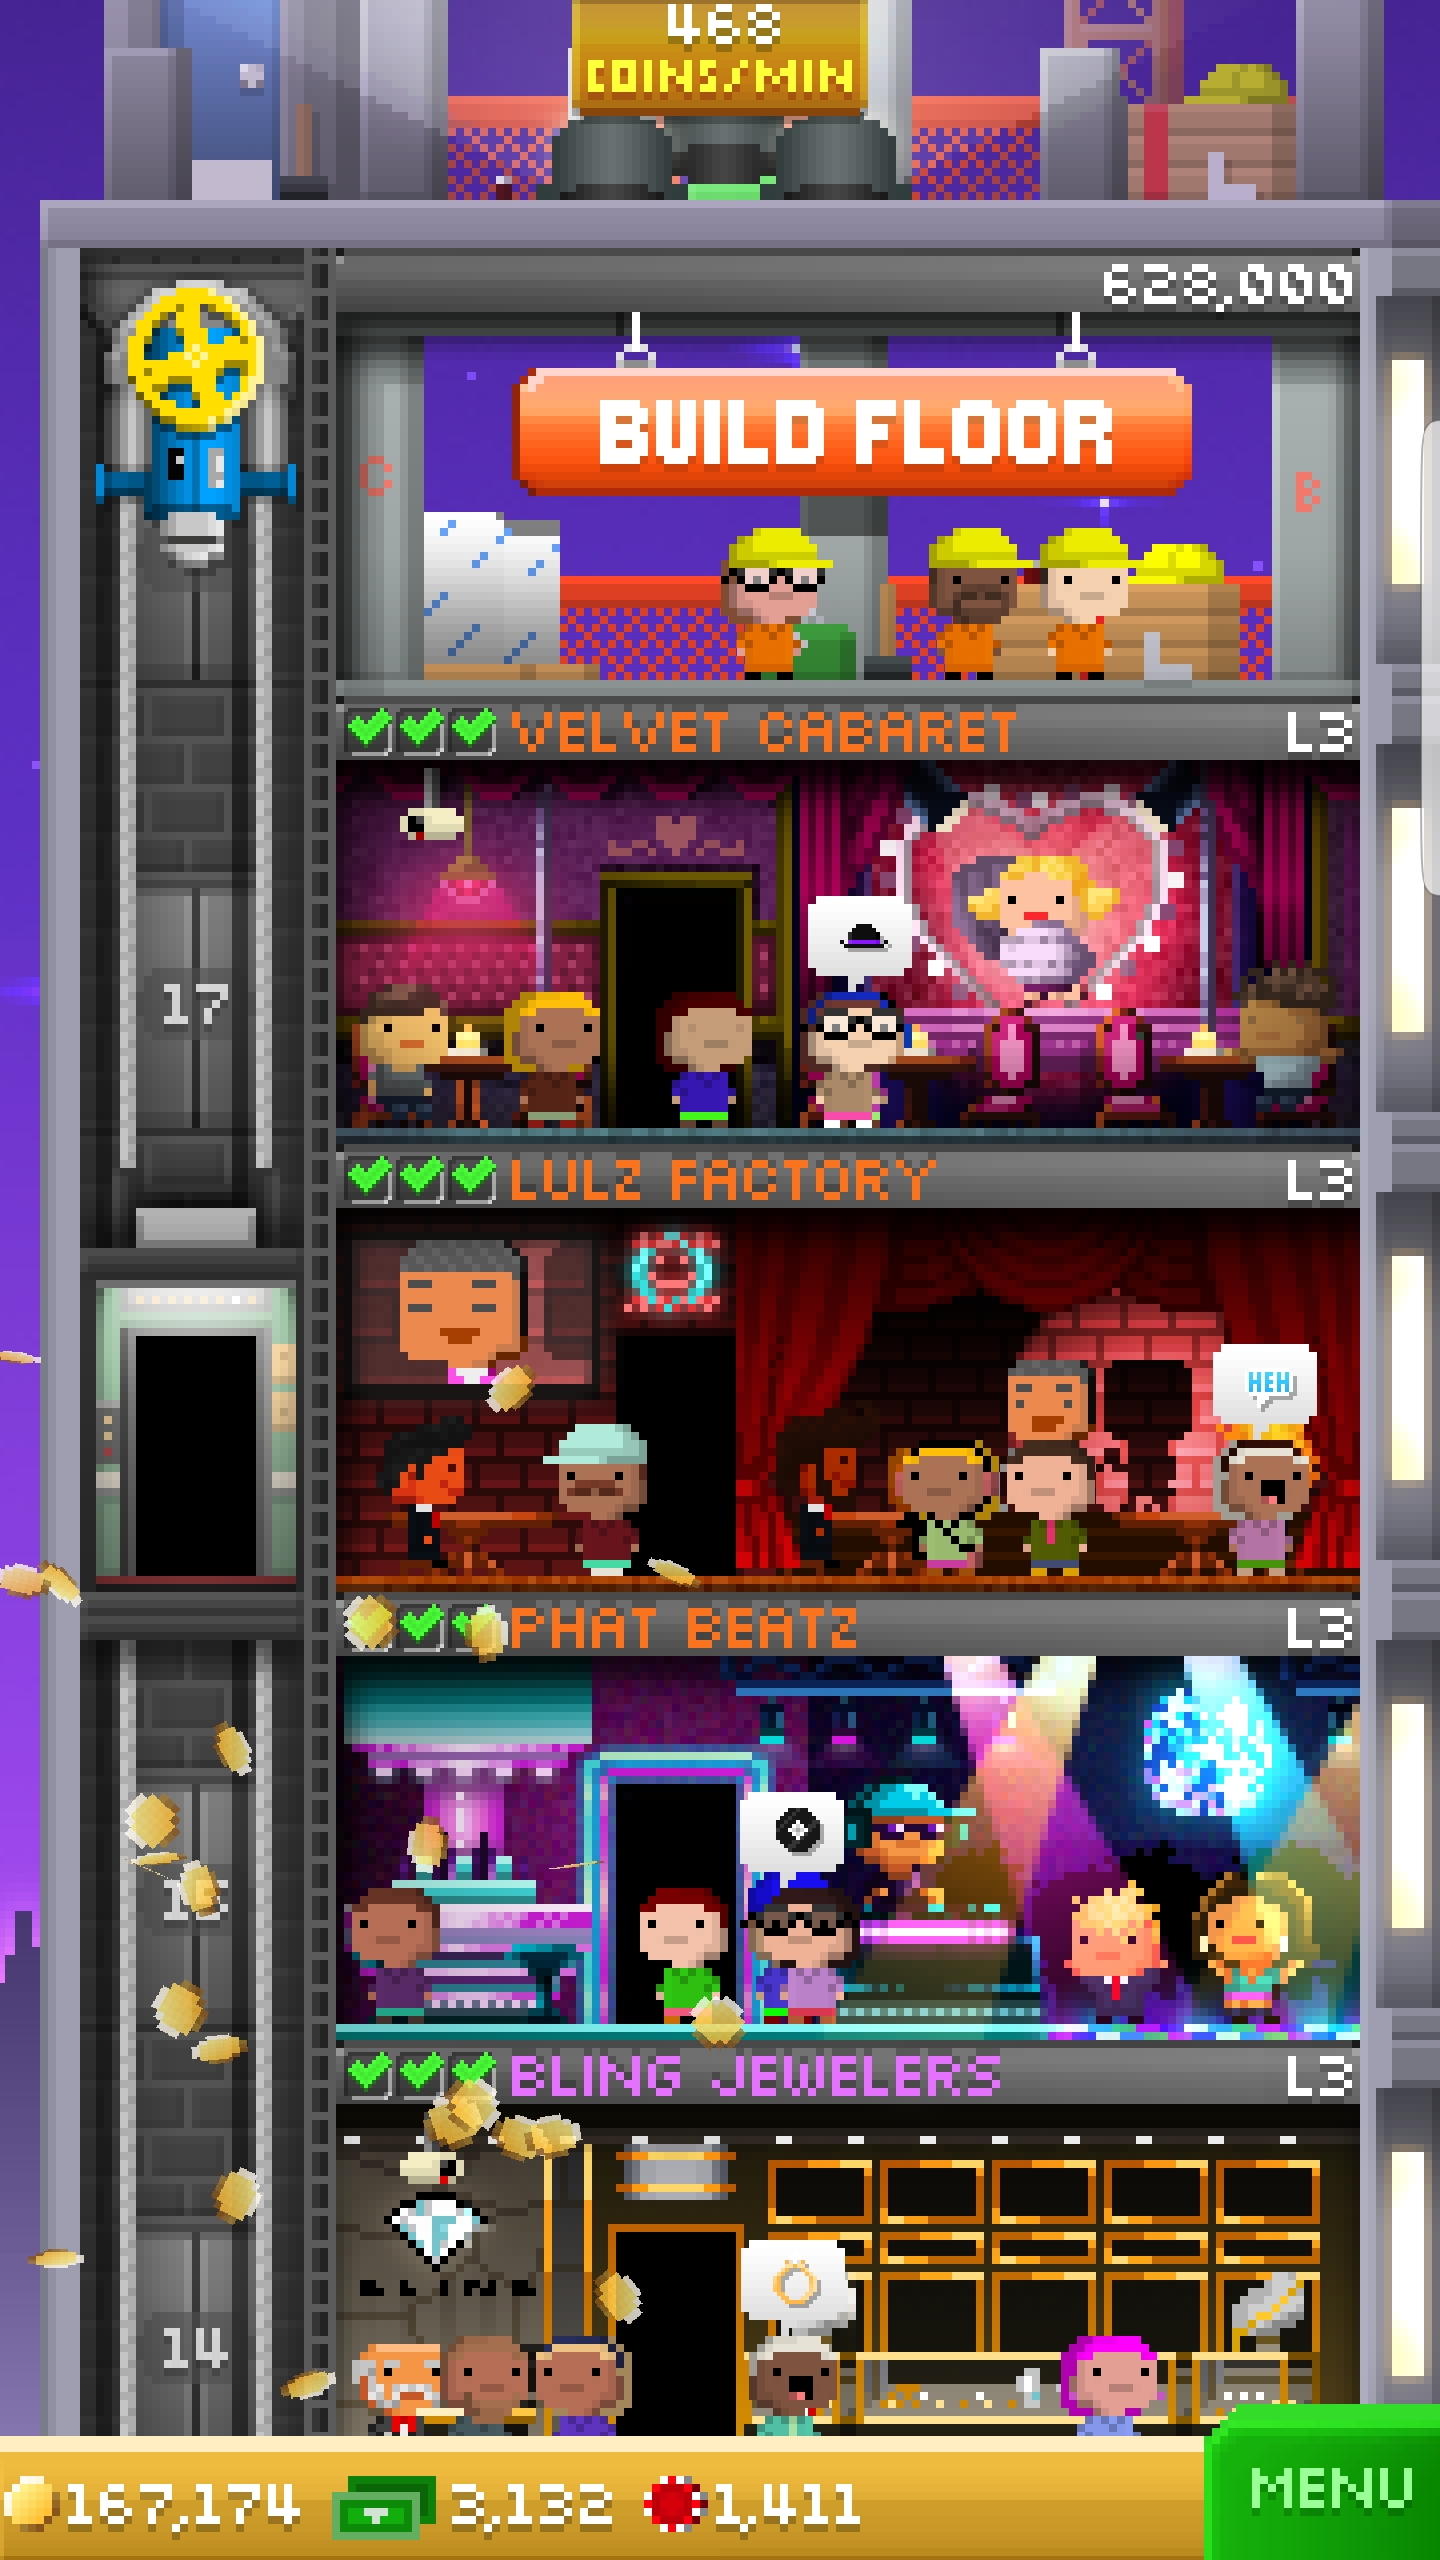 468
COINS/MIN
628,000
BUILD FLOOR
C
B
VELVET CABARET
L3
17
LULZ FACTORY
L3
HEH
PHAT BEATZ
L3
BLING JEWELERS
L3
BLING
14
167,174
3,132
1,411
MENU